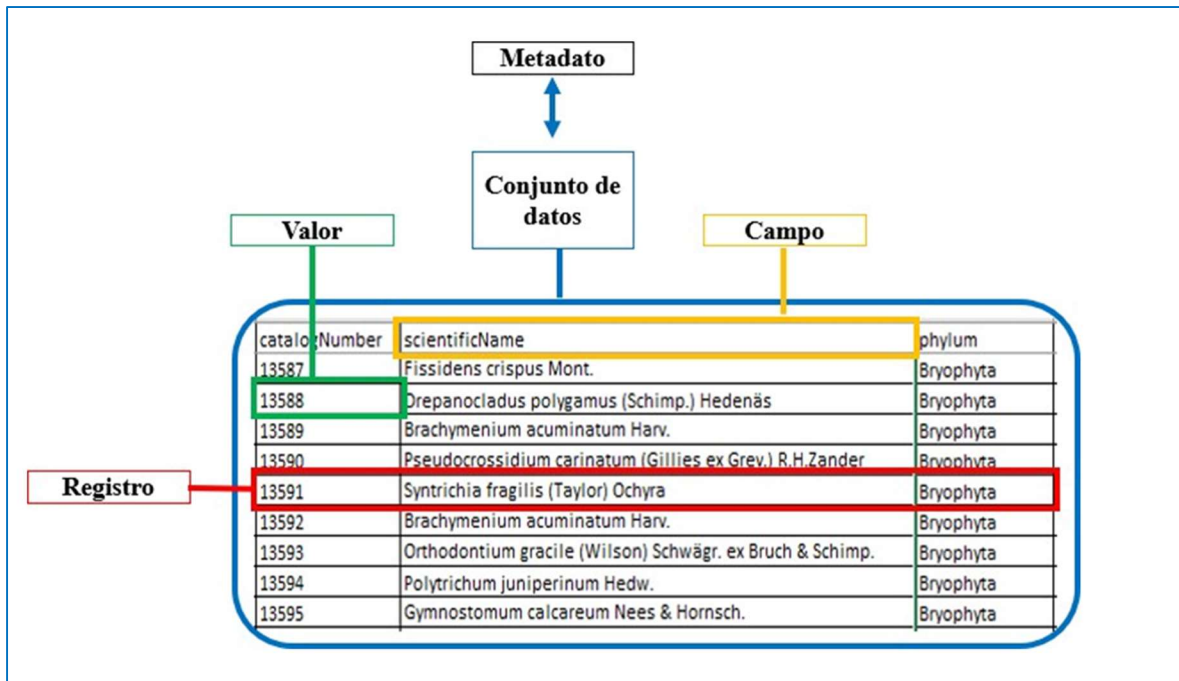 Metadato
Conjunto de
datos
Valor
Campo
catalogNumber scientificName phylum
13587 Fissidens crispus Mont. Bryophyta
13588 Drepanocladus polygamus (Schimp.) Hedenäs Bryophyta
13589 Brachymenium acuminatum Harv. Bryophyta
13590 Pseudocrossidium carinatum (Gillies ex Grev.) R.H.Zander Bryophyta
Registro
13591 Syntrichia fragilis (Taylor) Ochyra Bryophyta
13592 Brachymenium acuminatum Harv. Bryophyta
13593 Orthodontium gracile (Wilson) Schwägr. ex Bruch & Schimp. Bryophyta
13594 Polytrichum juniperinum Hedw. Bryophyta
13595 Gymnostomum calcareum Nees & Hornsch. Bryophyta